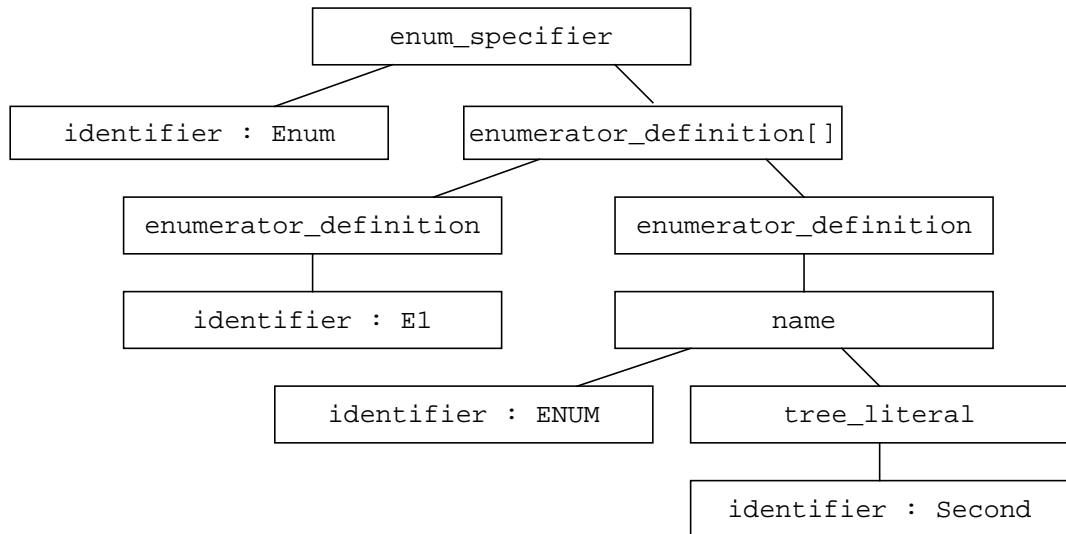 enum_specifier
identifier : Enum
enumerator_definition[]
enumerator_definition
enumerator_definition
identifier : E1
name
identifier : ENUM
tree_literal
identifier : Second